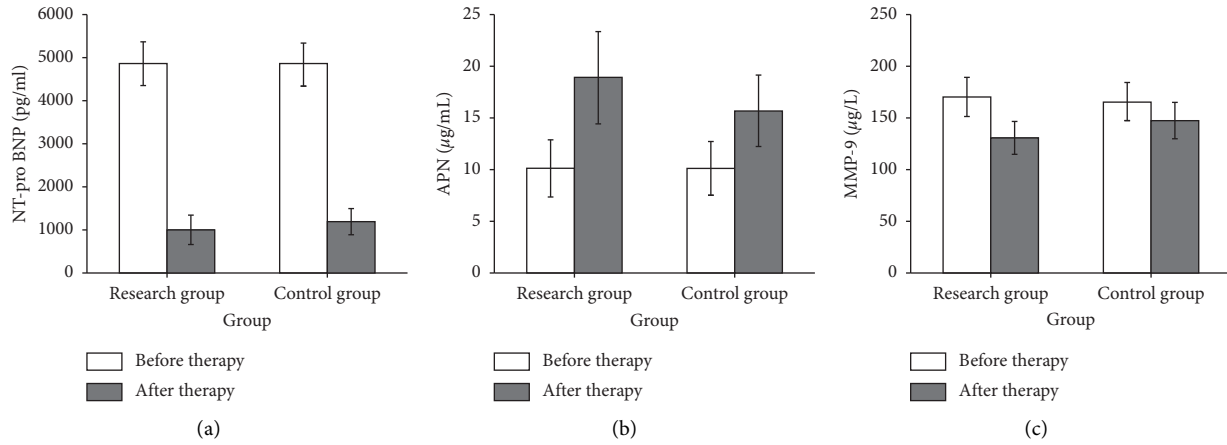 NT-pro BNP (pg/ml)
6000
5000
4000
3000
2000
1000
0
Research group
Control group
Group
Before therapy
After therapy
(a)
APN (μg/mL)
25
20
15
10
5
0
Research group
Control group
Group
Before therapy
After therapy
(b)
MMP-9 (μg/L)
250
200
150
100
50
0
Research group
Control group
Group
Before therapy
After therapy
(c)